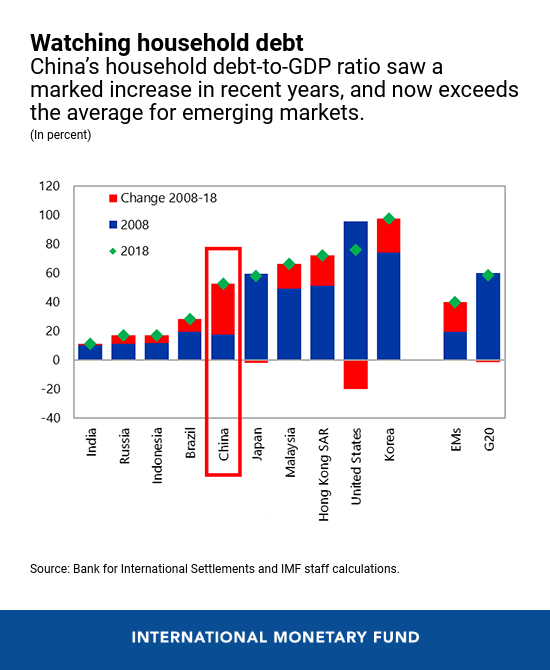 Watching household debt
China’s household debt-to-GDP ratio saw a
marked increase in recent years, and now exceeds
the average for emerging markets.
(In percent)
120
100
80
60
40
20
0
-20
-40
Change 2008-18
2008
2018
India
Russia
Indonesia
Brazil
China
Japan
Malaysia
Hong Kong SAR
United States
Korea
EMs
G20
Source: Bank for International Settlements and IMF staff calculations.
INTERNATIONAL MONETARY FUND